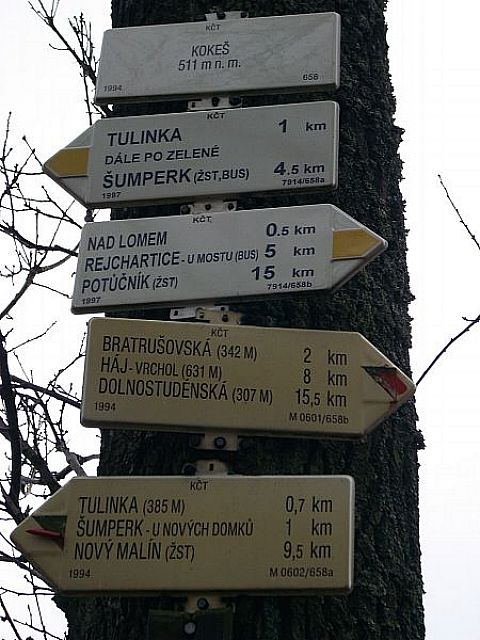 KČT
KOKEŠ
511 m n. m.
1994 658
KČT
TULINKA 1 km
DÁLE PO ZELENÉ
ŠUMPERK (ŽST,BUS) 4,5 km
1997 7914/658a
KČT
NAD LOMEM 0.5 km
REJCHARTICE - U MOSTU (BUS) 5 km
POTŮČNÍK (ŽST) 15 km
1997 7914/658b
KČT
BRATRUŠOVSKÁ (342 M) 2 km
HÁJ - VRCHOL (631 M) 8 km
DOLNOSTUDĚNSKÁ (307 M) 15,5 km
1994 M 0601/658b
KČT
TULINKA (385 M) 0,7 km
ŠUMPERK - U NOVÝCH DOMKŮ 1 km
NOVÝ MALÍN (ŽST) 9,5 km
1994 M 0602/658a